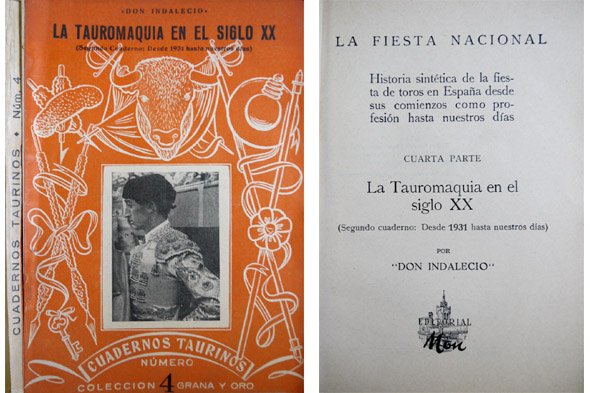 CUADERNOS TAURINOS • Núm. 4
«DON INDALECIO»
LA TAUROMAQUIA EN EL SIGLO XX
(Segundo Cuaderno: Desde 1931 hasta nuestros días)
CUADERNOS TAURINOS
NÚMERO
COLECCION 4 GRANA Y ORO
LA FIESTA NACIONAL
Historia sintética de la fies-
ta de toros en España desde
sus comienzos como pro-
fesión hasta nuestros días
CUARTA PARTE
La Tauromaquia en el
siglo XX
(Segundo cuaderno: Desde 1931 hasta nuestros días)
POR
"DON INDALECIO"
EDITORIAL
Mon